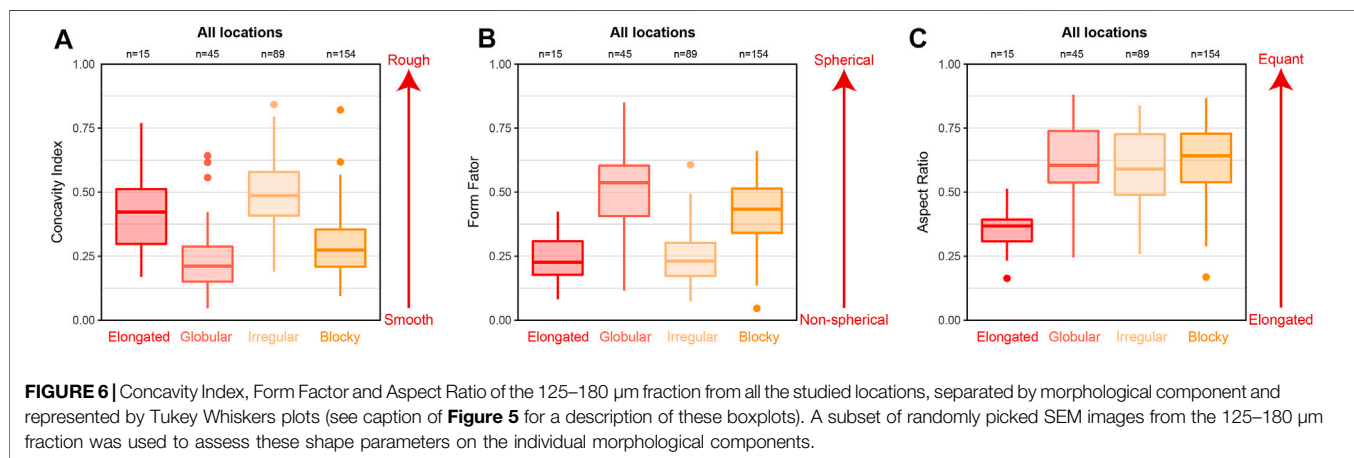 A
All locations
n=15 n=45 n=89 n=154
Rough
1.00
0.75
0.50
0.25
0.00
Concavity Index
Smooth
Elongated Globular Irregular Blocky
B
All locations
n=15 n=45 n=89 n=154
Spherical
1.00
0.75
0.50
0.25
0.00
Form Fator
Non-spherical
Elongated Globular Irregular Blocky
C
All locations
n=15 n=45 n=89 n=154
Equant
1.00
0.75
0.50
0.25
0.00
Aspect Ratio
Elongated
Elongated Globular Irregular Blocky
FIGURE 6 | Concavity Index, Form Factor and Aspect Ratio of the 125–180 μm fraction from all the studied locations, separated by morphological component and
represented by Tukey Whiskers plots (see caption of Figure 5 for a description of these boxplots). A subset of randomly picked SEM images from the 125–180 μm
fraction was used to assess these shape parameters on the individual morphological components.